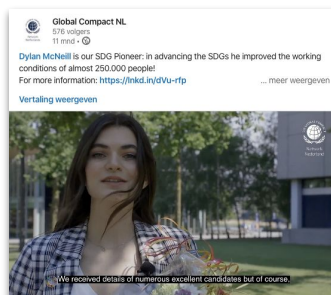 Global Compact NL
576 volgers
11 mnd •
Dylan McNeill is our SDG Pioneer: in advancing the SDGs he improved the working
conditions of almost 250.000 people!
For more information: https://lnkd.in/dVu-rfp ... meer weergeven
Vertaling weergeven
We received details of numerous excellent candidates but of course,